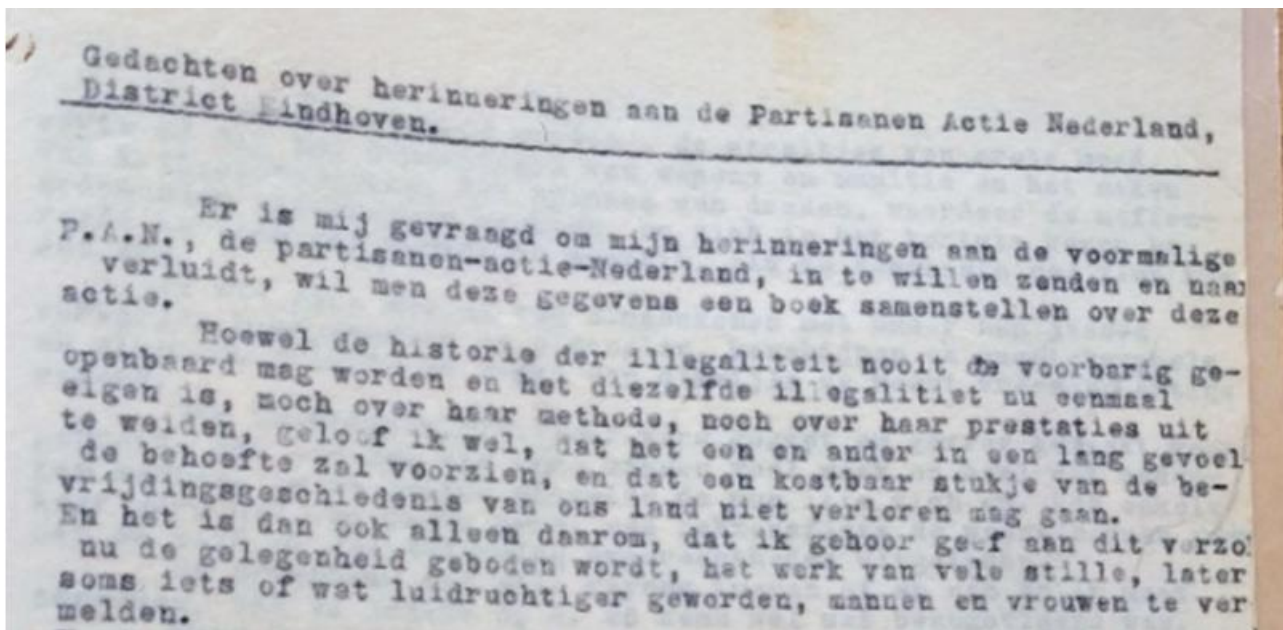 Gedachten over herinneringen aan de Partisanen Actie Nederland,
District Eindhoven.
Er is mij gevraagd om mijn herinneringen aan de voormalige
P.A.N., de partisanen-actie-Nederland, in te willen zenden en naar
verluidt, wil men deze gegevens een boek samenstellen over deze
actie.
Hoewel de historie der illegaliteit nooit te voorbarig ge-
openbaard mag worden en het diezelfde illegalitiet nu eenmaal
eigen is, noch over haar methode, noch over haar prestaties uit
te weiden, geloof ik wel, dat het een en ander in een lang gevoel
de behoefte zal voorzien, en dat een kostbaar stukje van de be-
vrijdingsgeschiedenis van ons land niet verloren mag gaan.
En het is dan ook alleen daarom, dat ik gehoor geef aan dit verzo
nu de gelegenheid geboden wordt, het werk van vele stille, later
soms iets of wat luidruchtiger geworden, mannen en vrouwen te ver
melden.